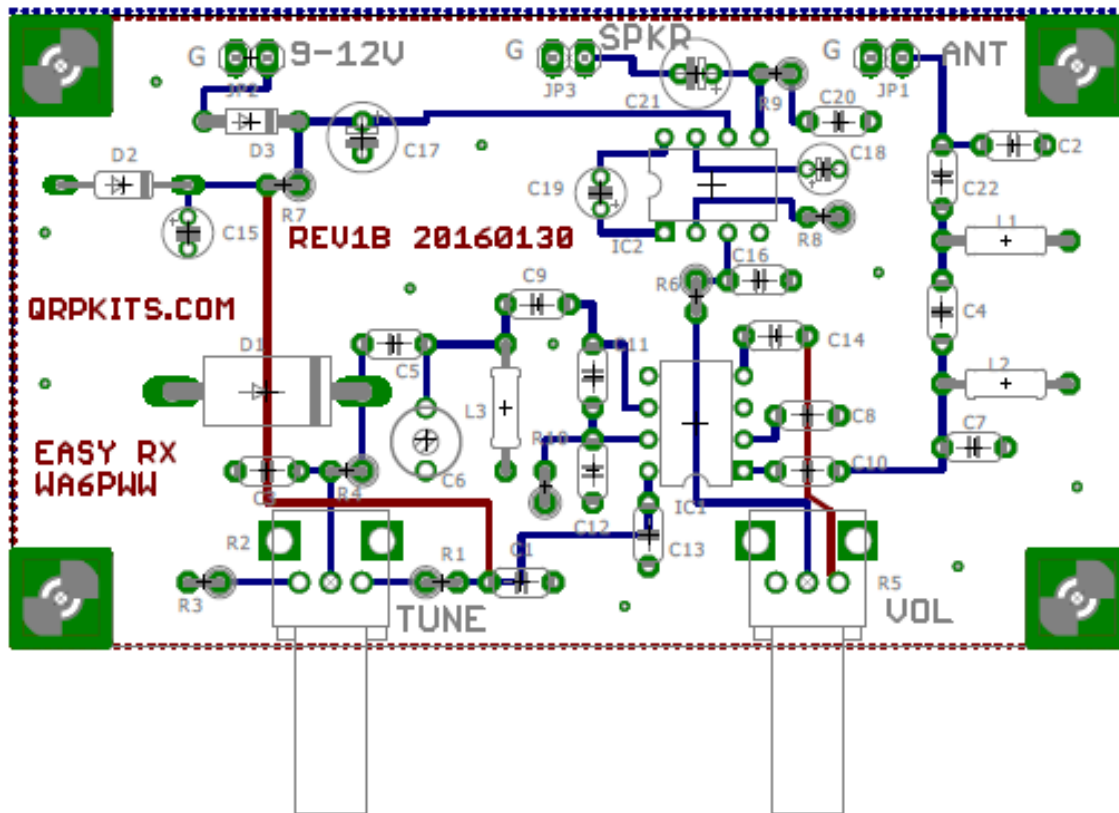 G 9-12V
JP2
G SPKR
JP3
G ANT
JP1
C21
R9
C20
C2
D3
C17
C18
D2
C19
C22
R7
C15
REV1B 20160130
IC2
R8
L1
C16
R6
QRPKITS.COM
C9
C4
D1
C5
C11
C14
L2
L3
C8
R10
C7
EASY RX
WA6PWW
C3
R4
C6
C10
C12
IC1
R2
R1
C1
C13
R3
R5
TUNE
VOL